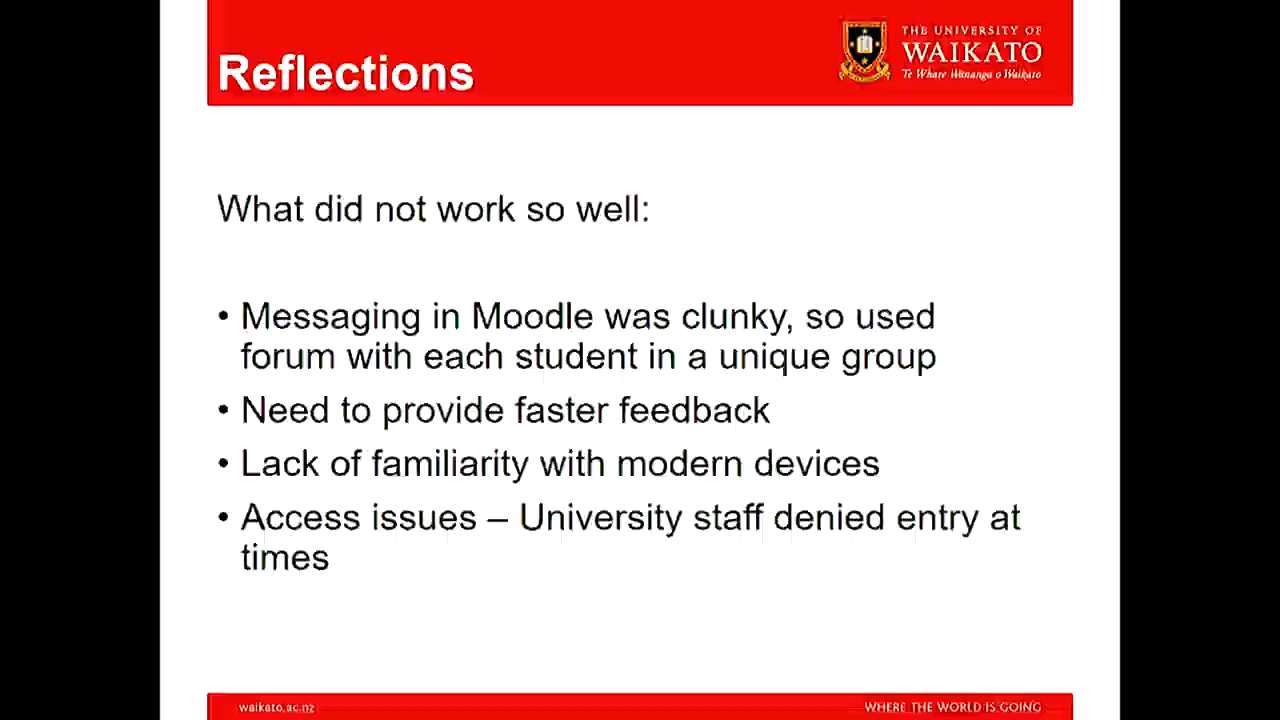 Reflections
THE UNIVERSITY OF
WAIKATO
Te Whare Wānanga o Waikato
What did not work so well:
• Messaging in Moodle was clunky, so used
forum with each student in a unique group
• Need to provide faster feedback
• Lack of familiarity with modern devices
• Access issues – University staff denied entry at
times
waikato.ac.nz
WHERE THE WORLD IS GOING